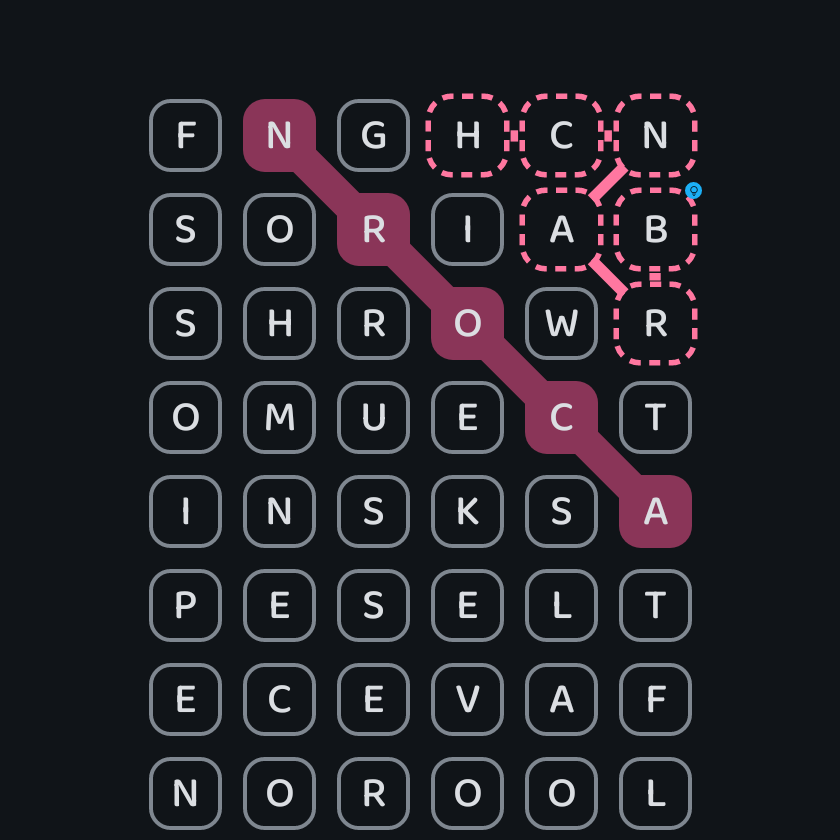 F N G H C N
S O R I A B
S H R O W R
O M U E C T
I N S K S A
P E S E L T
E C E V A F
N O R O O L